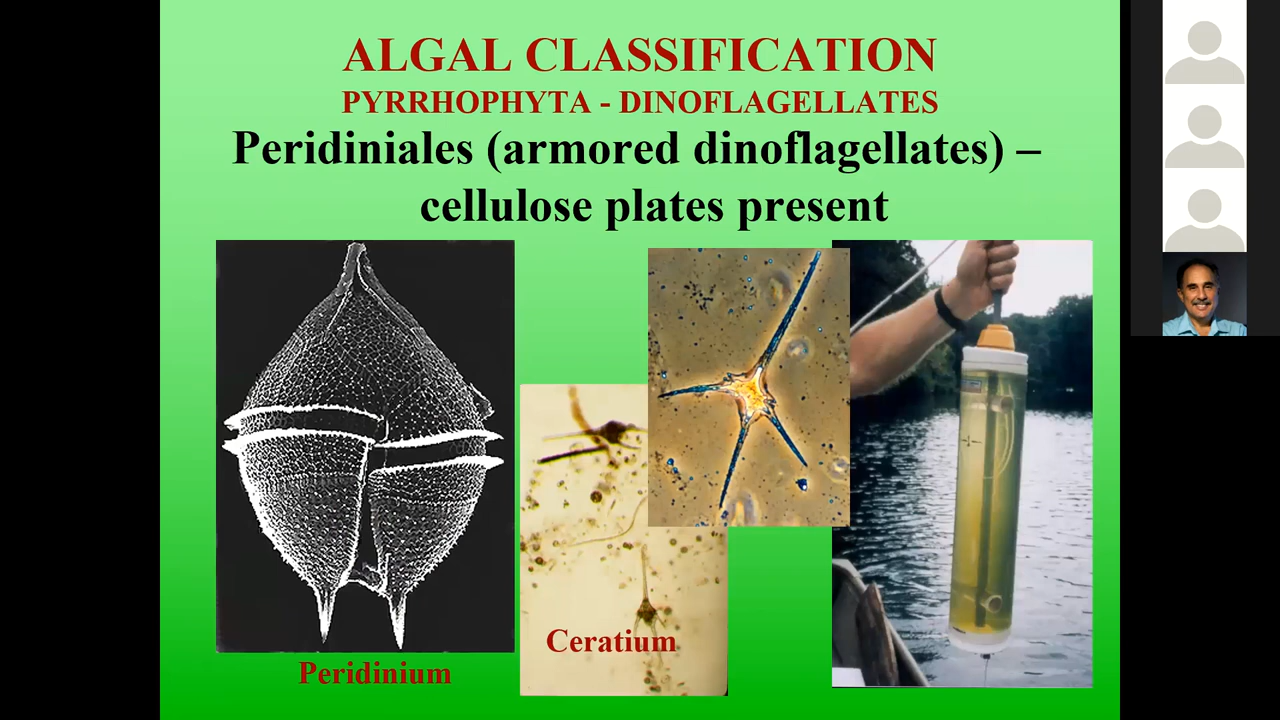 ALGAL CLASSIFICATION
PYRRHOPHYTA - DINOFLAGELLATES
Peridiniales (armored dinoflagellates) –
cellulose plates present
Ceratium
Peridinium